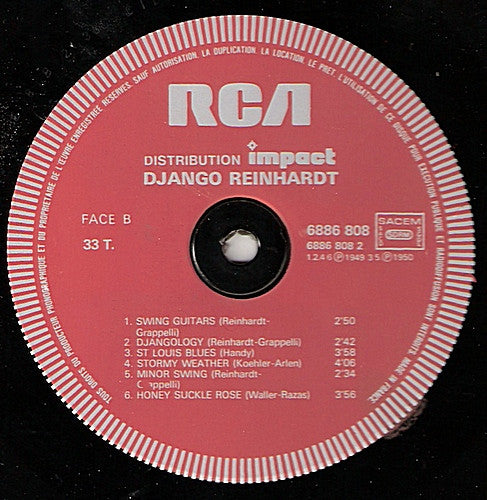 TOUS DROITS DU PRODUCTEUR PHONOGRAPHIQUE ET DU PROPRIETAIRE DE L'ŒUVRE ENREGISTREE RESERVES. SAUF AUTORISATION, LA DUPLICATION, LA LOCATION, LE PRET, L'UTILISATION DE CE DISQUE POUR EXECUTION PUBLIQUE ET RADIODIFFUSION SONT INTERDITS. MADE IN FRANCE
RCA
DISTRIBUTION impact
DJANGO REINHARDT
FACE B
33 T.
6886 808
6886 808 2
1.2.4 6 Ⓟ 1949 3 5 Ⓟ 1950
SACEM
SDRM
1. SWING GUITARS (Reinhardt-Grappelli) 2'50
2. DJANGOLOGY (Reinhardt-Grappelli) 2'42
3. ST LOUIS BLUES (Handy) 3'58
4. STORMY WEATHER (Koehler-Arlen) 4'06
5. MINOR SWING (Reinhardt- 2'34
appelli)
6. HONEY SUCKLE ROSE (Waller-Razas) 3'56